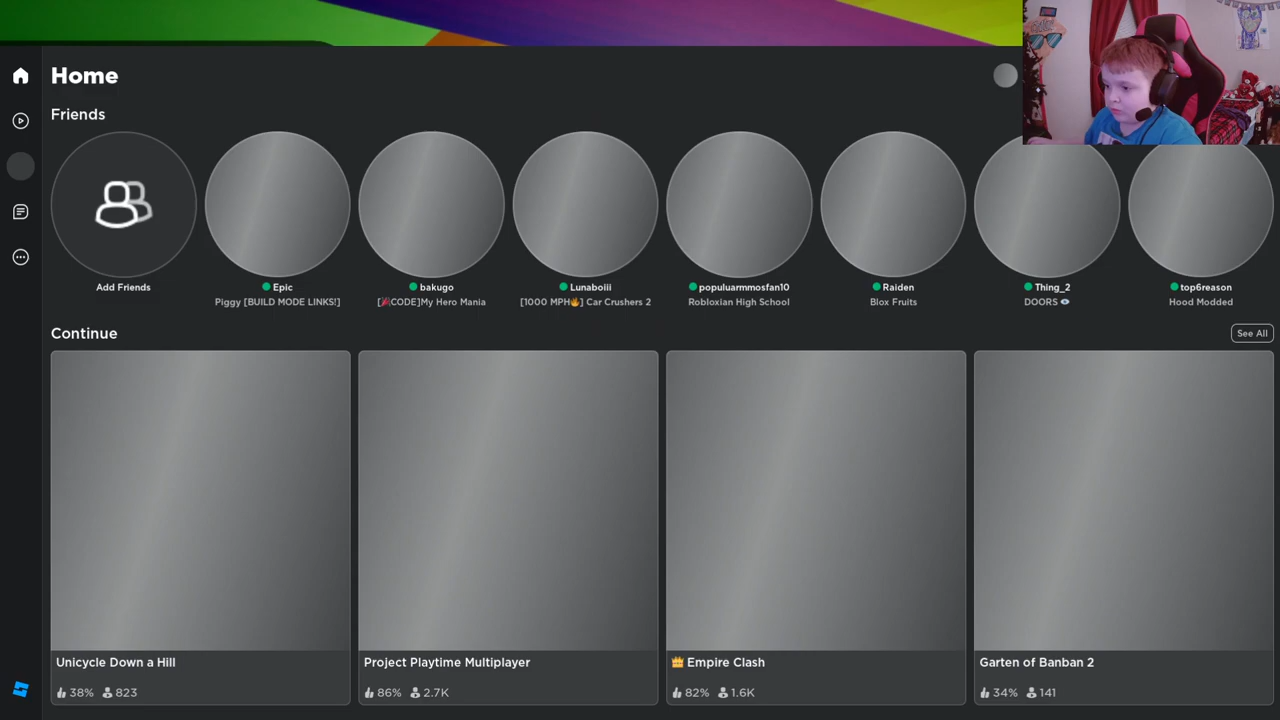 Home
Friends
Add Friends
Epic
Piggy [BUILD MODE LINKS!]
bakugo
[🎉CODE]My Hero Mania
Lunaboiii
[1000 MPH🔥] Car Crushers 2
populuarmmosfan10
Robloxian High School
Raiden
Blox Fruits
Thing_2
DOORS 👁️
top6reason
Hood Modded
Continue
See All
Unicycle Down a Hill
38% 823
Project Playtime Multiplayer
86% 2.7K
👑 Empire Clash
82% 1.6K
Garten of Banban 2
34% 141